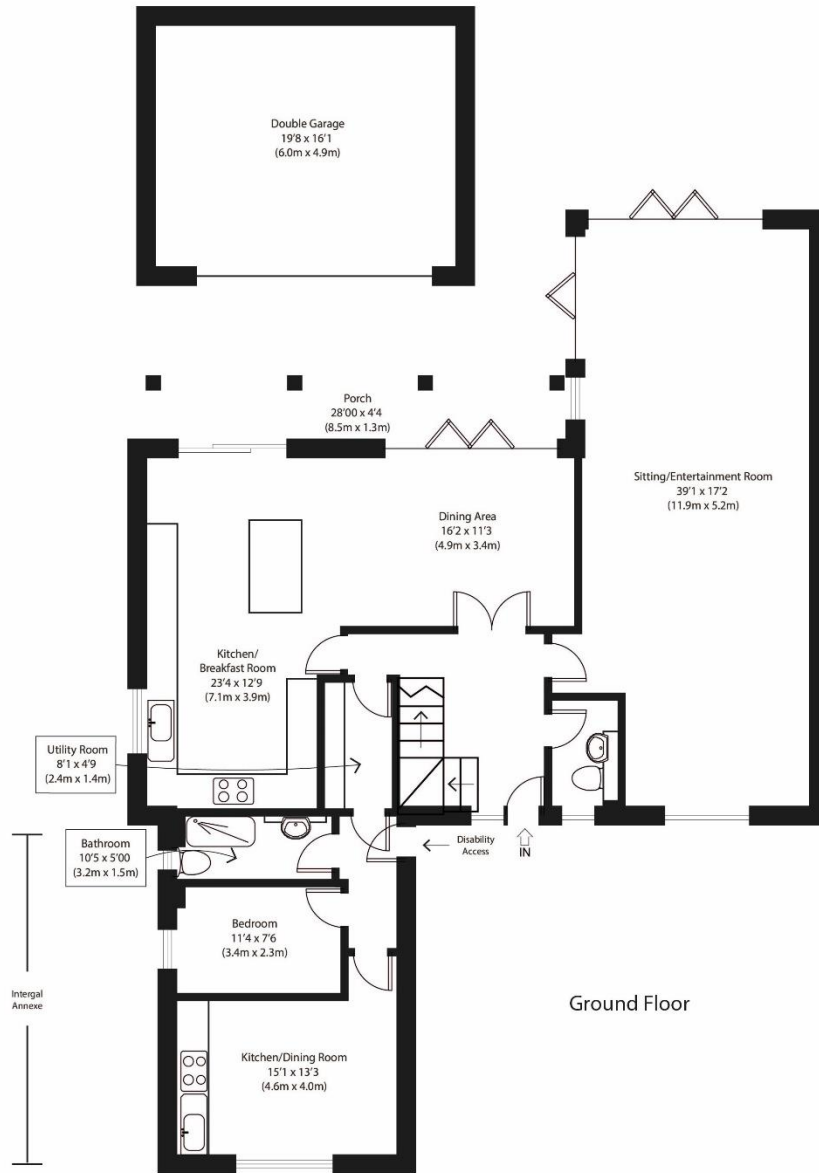 Double Garage
19'8 x 16'1
(6.0m x 4.9m)
Porch
28'00 x 4'4
(8.5m x 1.3m)
Sitting/Entertainment Room
39'1 x 17'2
(11.9m x 5.2m)
Dining Area
16'2 x 11'3
(4.9m x 3.4m)
Kitchen/
Breakfast Room
23'4 x 12'9
(7.1m x 3.9m)
Utility Room
8'1 x 4'9
(2.4m x 1.4m)
Bathroom
10'5 x 5'00
(3.2m x 1.5m)
Disability
Access
IN
Bedroom
11'4 x 7'6
(3.4m x 2.3m)
Intergal
Annexe
Ground Floor
Kitchen/Dining Room
15'1 x 13'3
(4.6m x 4.0m)